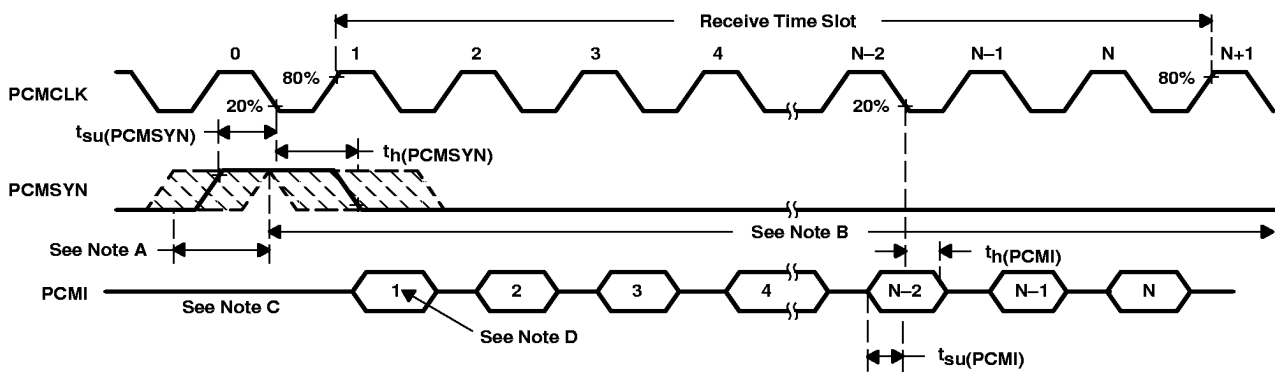 Receive Time Slot
0 1 2 3 4 N–2 N–1 N N+1
80% 80%
PCMCLK
20% 20%
tsu(PCMSYN)
th(PCMSYN)
PCMSYN
See Note A
See Note B
th(PCMI)
PCMI
See Note C
1 2 3 4 N–2 N–1 N
See Note D
tsu(PCMI)